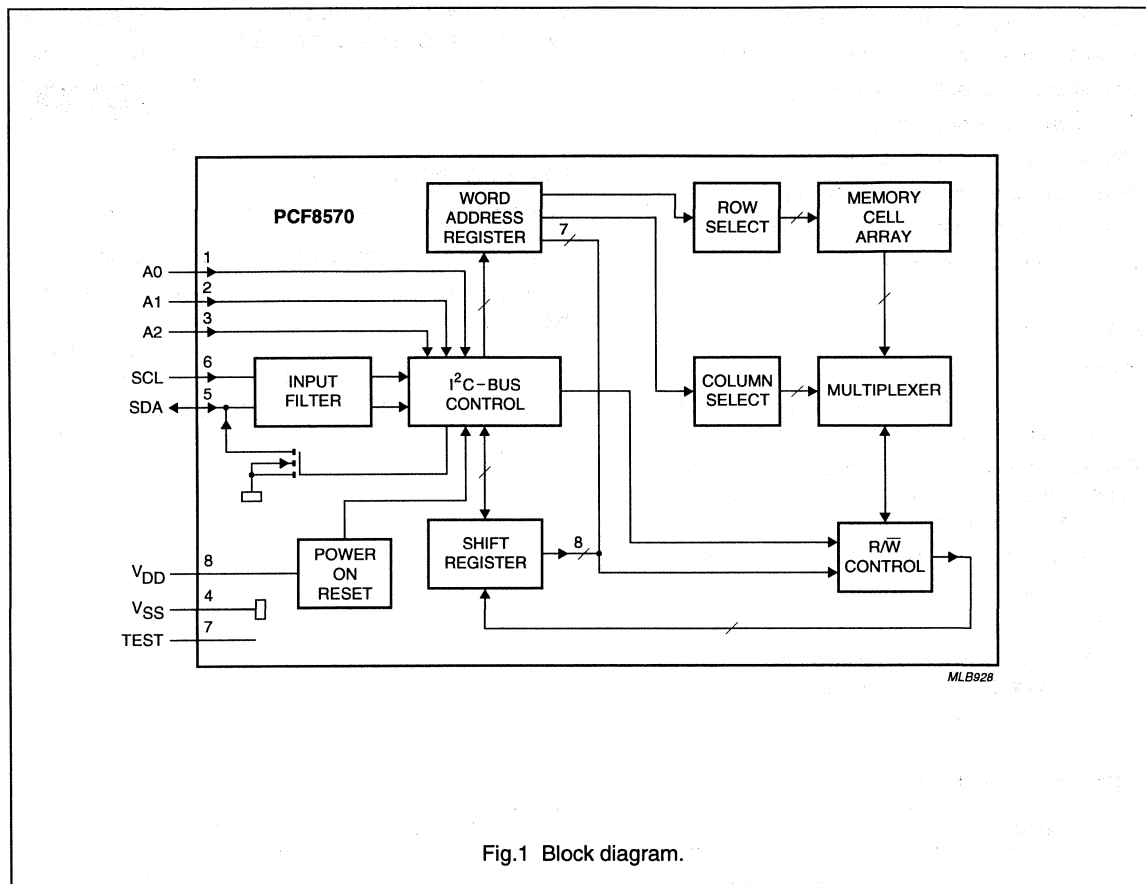 PCF8570
WORD
ADDRESS
REGISTER
7
ROW
SELECT
MEMORY
CELL
ARRAY
A0
1
A1
2
A2
3
SCL
6
SDA
5
INPUT
FILTER
I²C-BUS
CONTROL
COLUMN
SELECT
MULTIPLEXER
SHIFT
REGISTER
8
R/W̅
CONTROL
POWER
ON
RESET
VDD
8
VSS
4
TEST
7
MLB928
Fig.1 Block diagram.